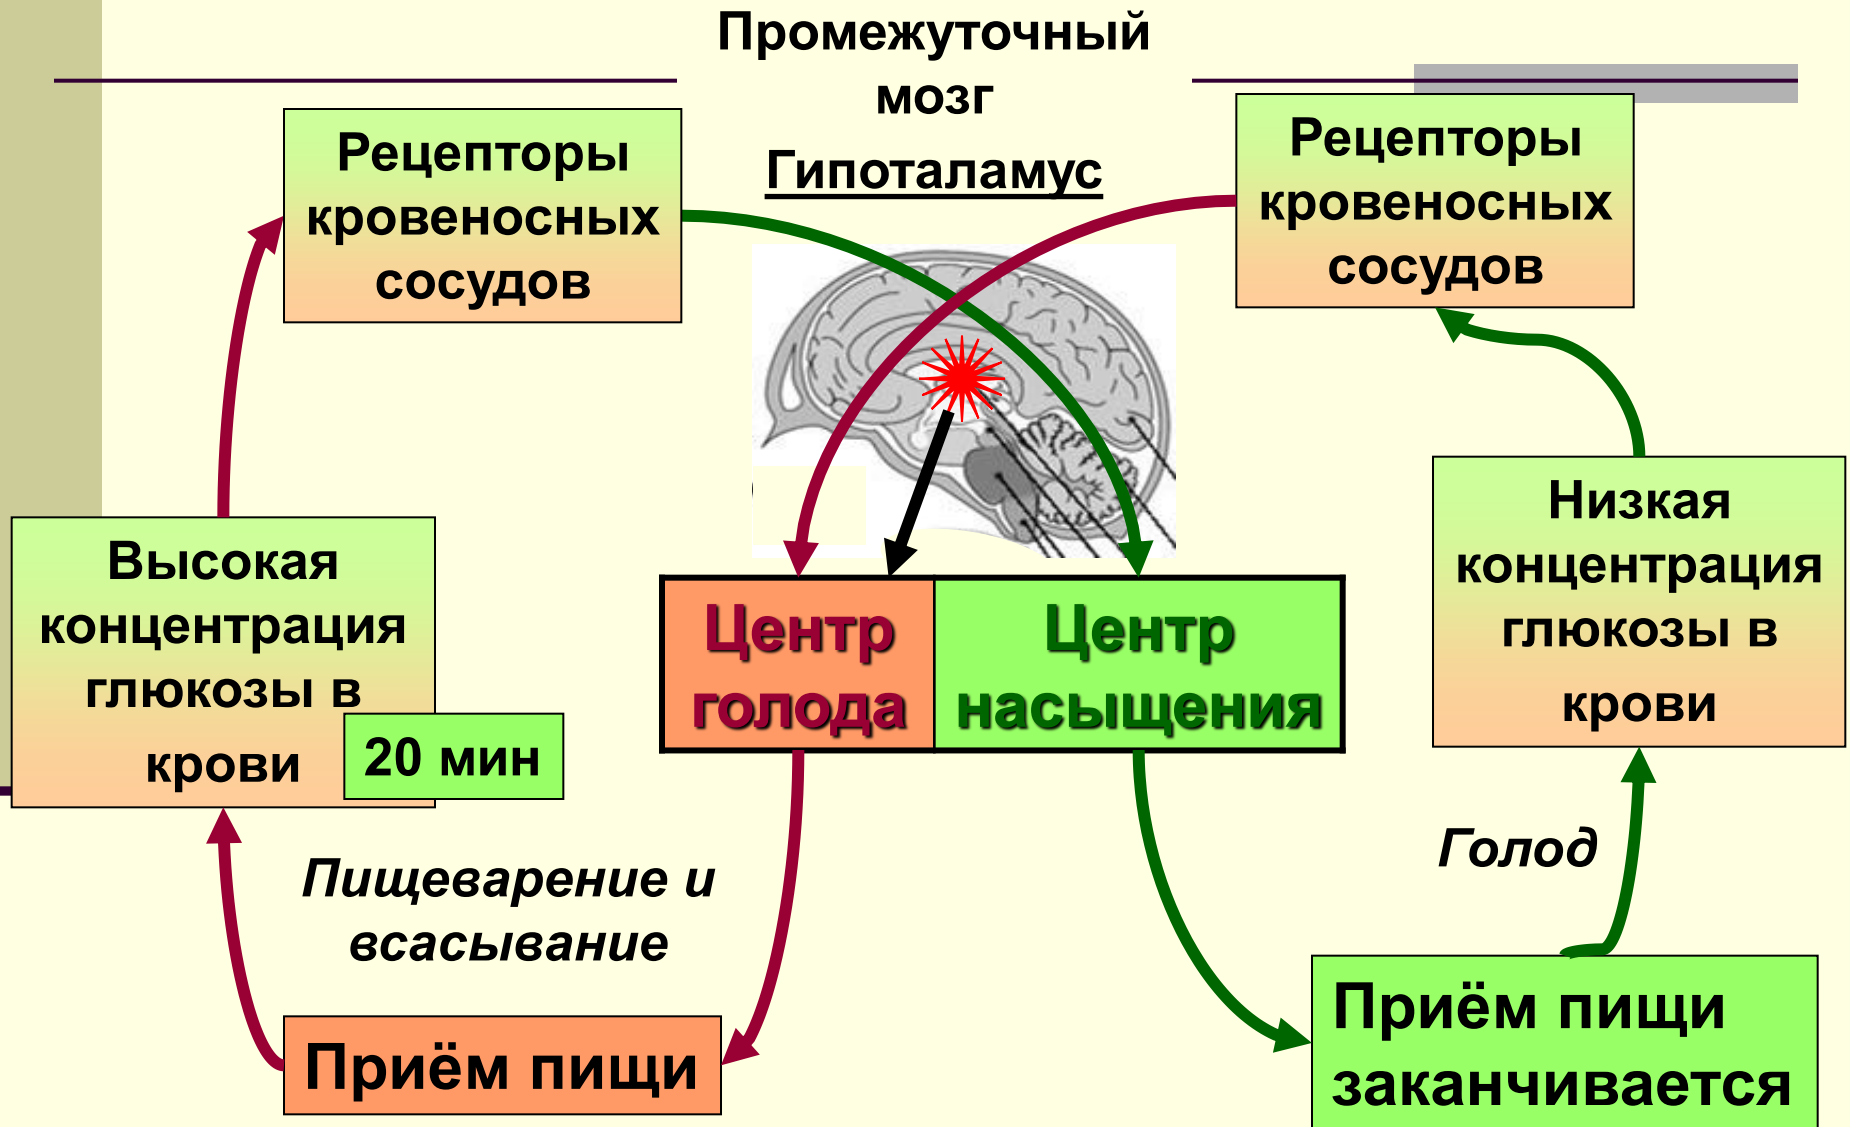 Промежуточный
мозг
Гипоталамус
Рецепторы
кровеносных
сосудов
Рецепторы
кровеносных
сосудов
Высокая
концентрация
глюкозы в
крови
20 мин
Центр
голода
Центр
насыщения
Низкая
концентрация
глюкозы в
крови
Пищеварение и
всасывание
Голод
Приём пищи
Приём пищи
заканчивается